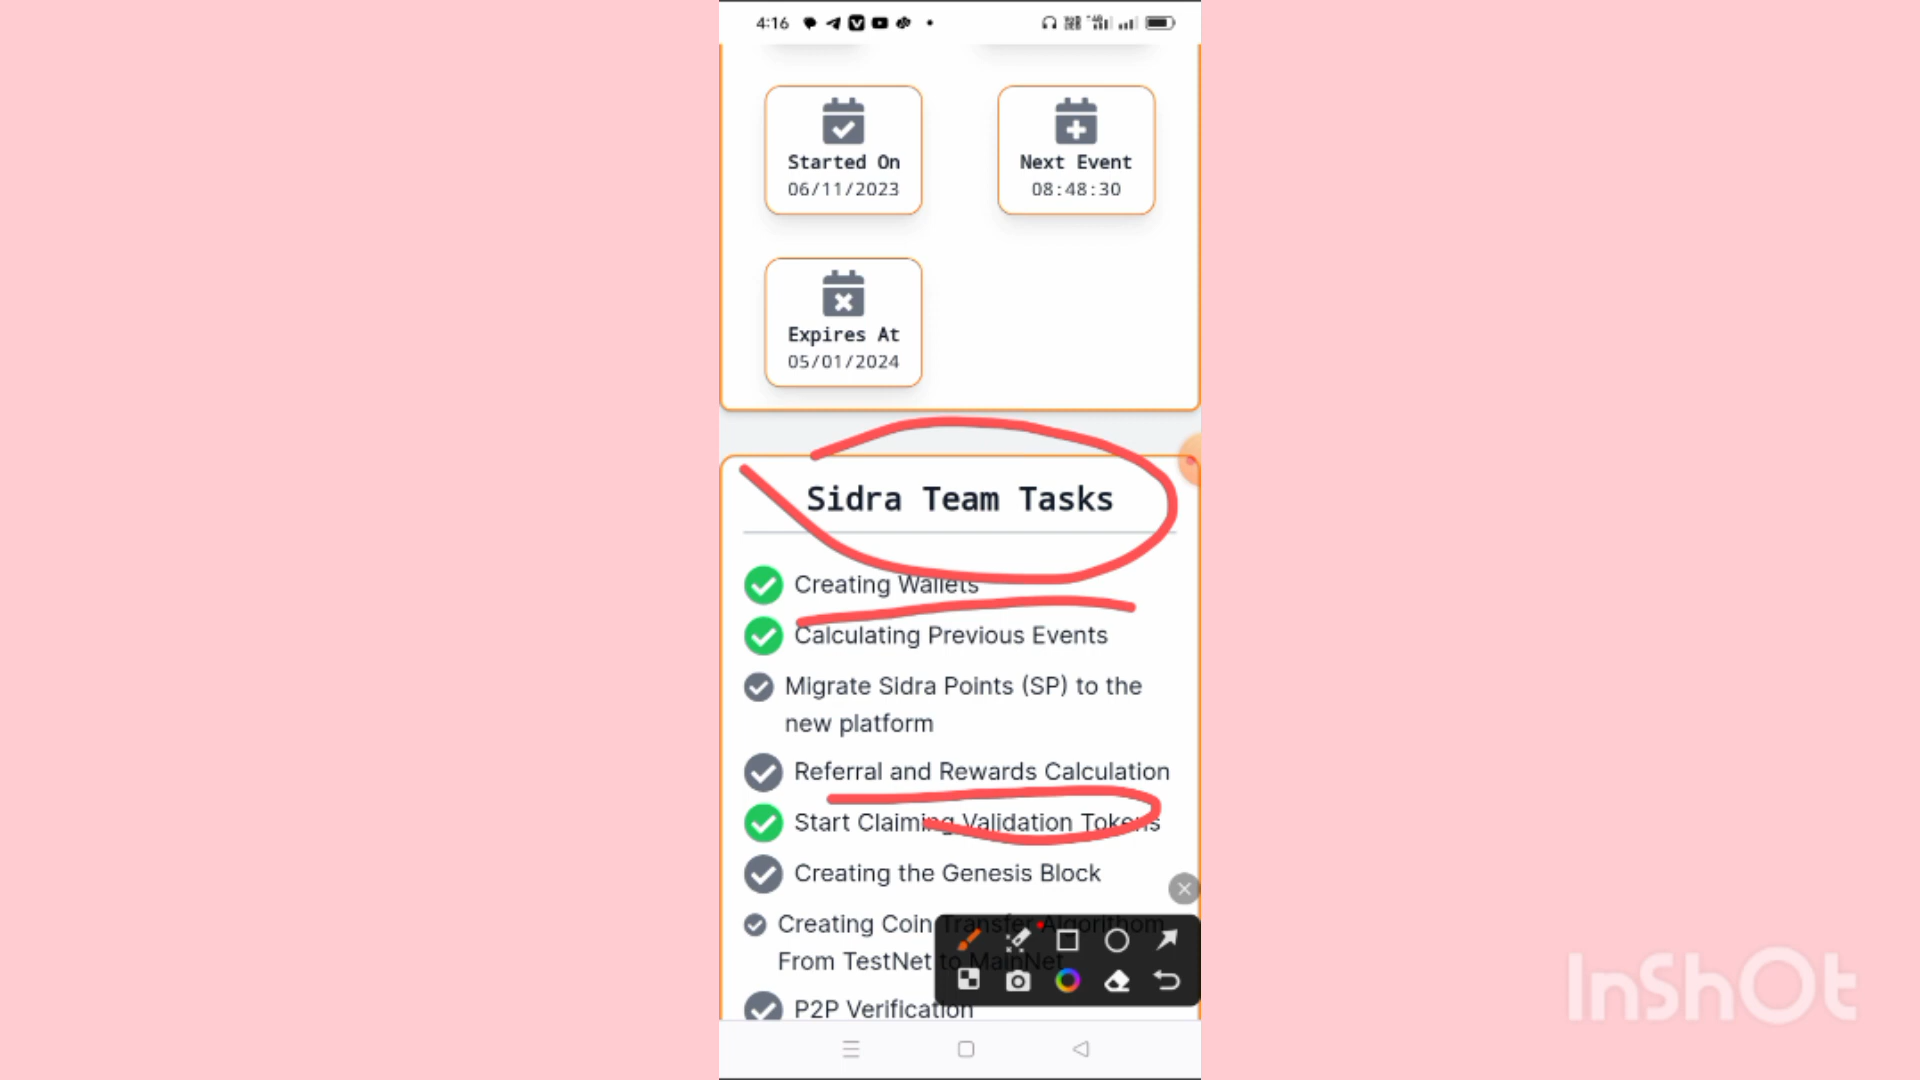 4:16
Started On
06/11/2023
Next Event
08:48:30
Expires At
05/01/2024
Sidra Team Tasks
Creating Wallets
Calculating Previous Events
Migrate Sidra Points (SP) to the
new platform
Referral and Rewards Calculation
Start Claiming Validation Tokens
Creating the Genesis Block
Creating Coin Transfer Algorithom
From TestNet to MainNet
P2P Verification
InShOt